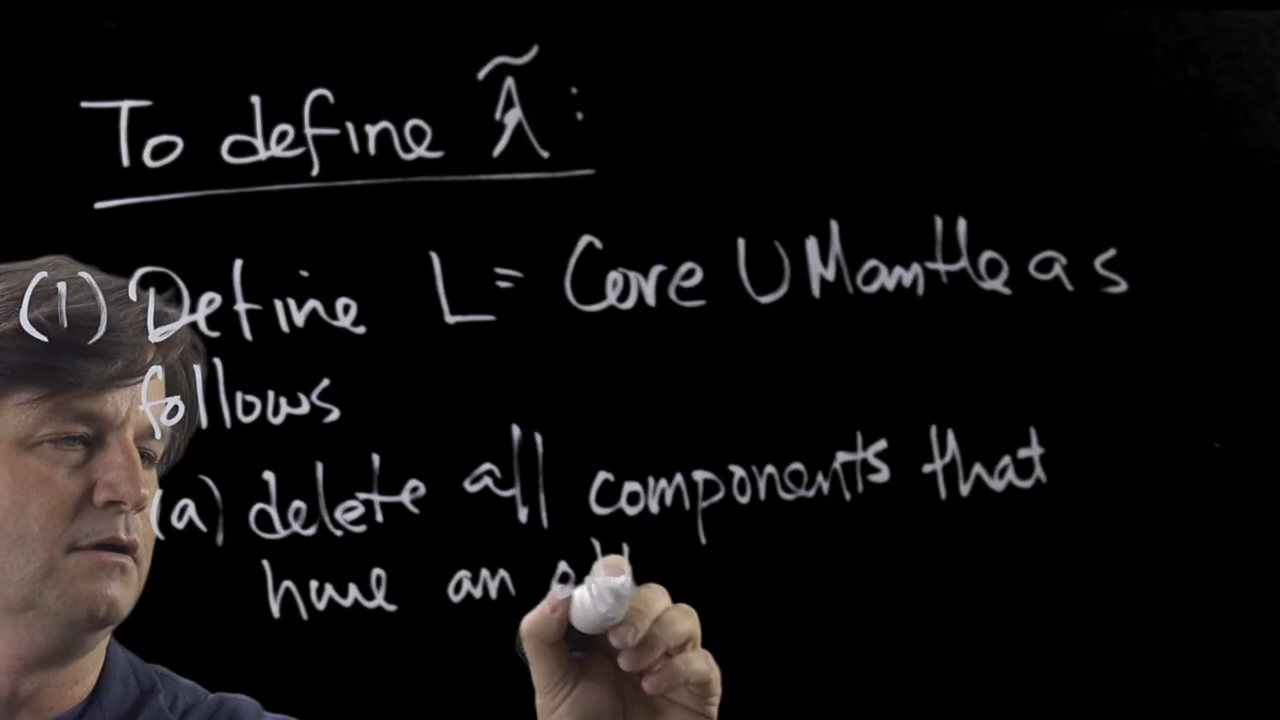 To define Ã:
(1) Define L = Core ∪ Mantle as
follows
(a) delete all components that
have an